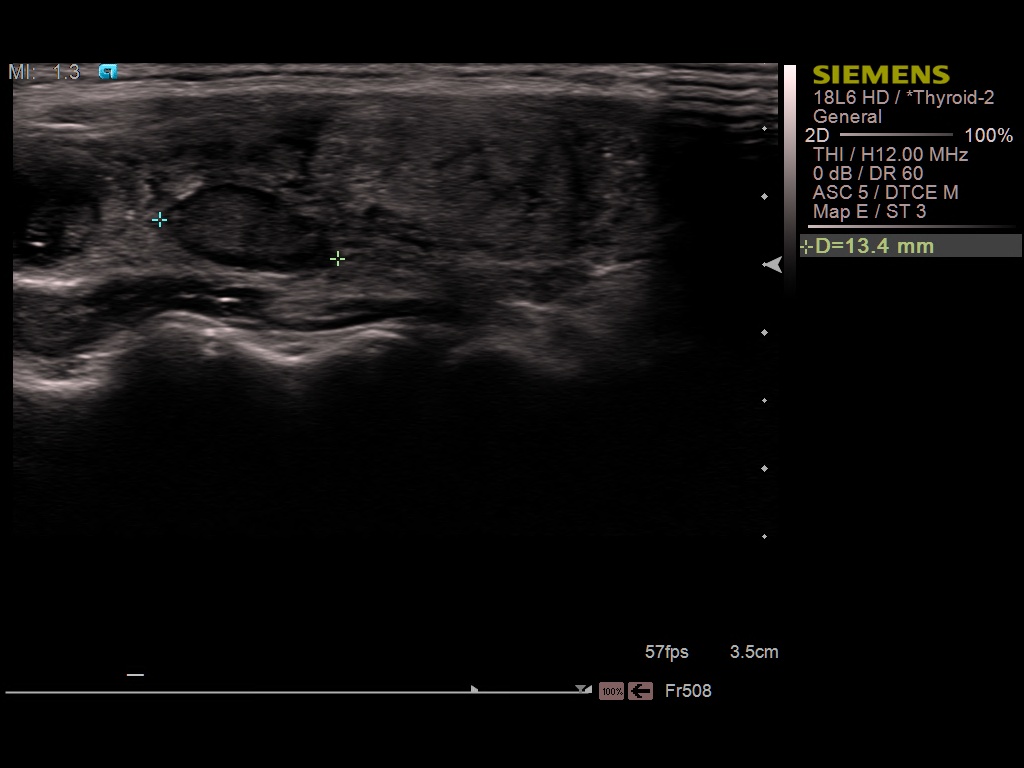 MI: 1.3
SIEMENS
18L6 HD / *Thyroid-2
General
2D 100%
THI / H12.00 MHz
0 dB / DR 60
ASC 5 / DTCE M
Map E / ST 3
D=13.4 mm
57fps 3.5cm
100% Fr508